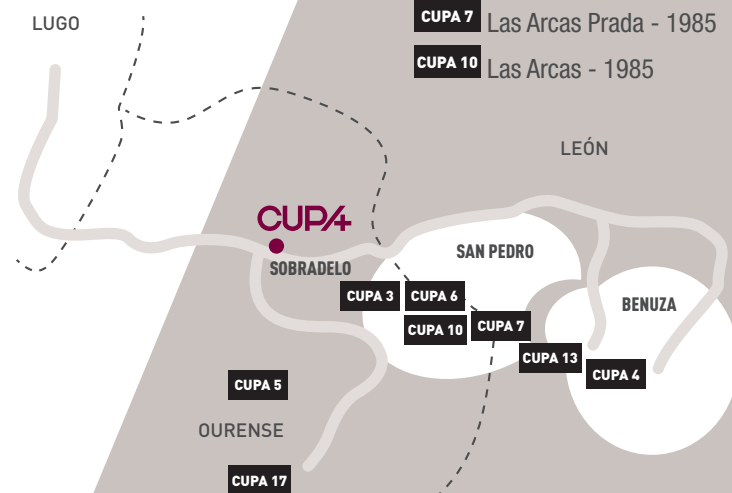 LUGO
CUPA 7 Las Arcas Prada - 1985
CUPA 10 Las Arcas - 1985
LEÓN
CUPA
SOBRADELO
SAN PEDRO
BENUZA
CUPA 3
CUPA 6
CUPA 10
CUPA 7
CUPA 13
CUPA 4
CUPA 5
OURENSE
CUPA 17